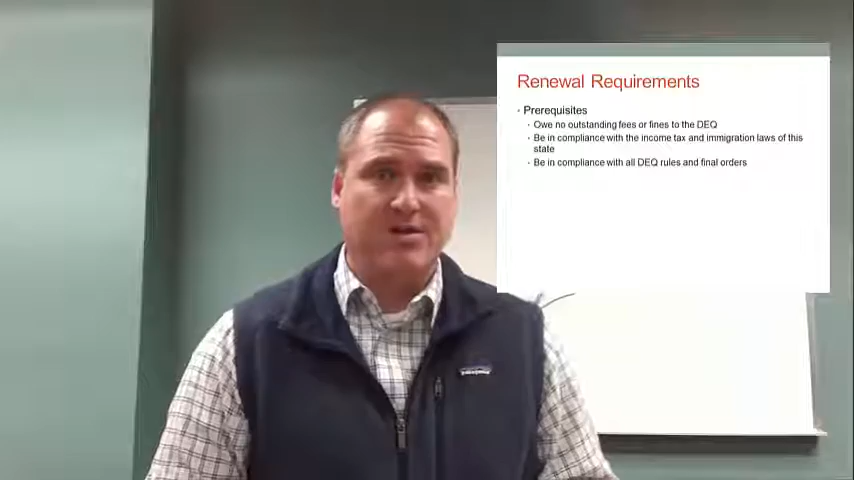 Renewal Requirements
• Prerequisites
• Owe no outstanding fees or fines to the DEQ
• Be in compliance with the income tax and immigration laws of this
state
• Be in compliance with all DEQ rules and final orders
patagonia